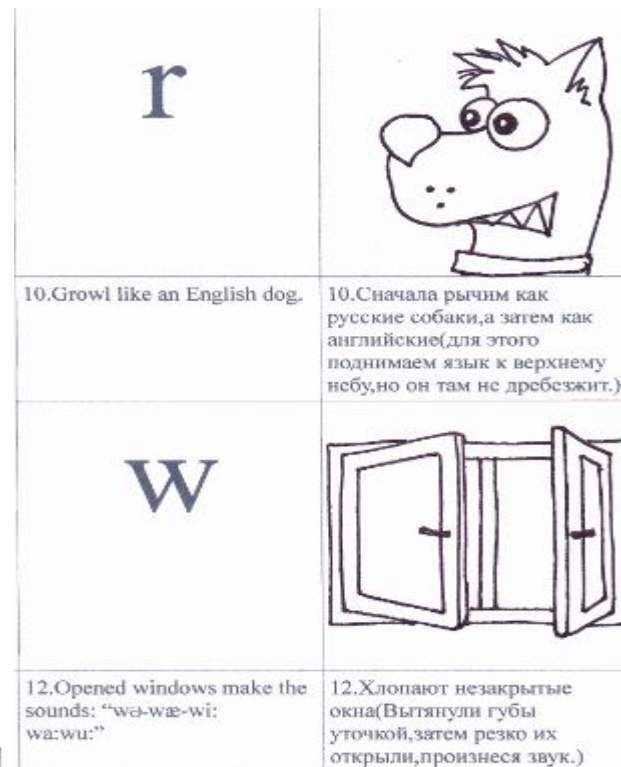 r
10.Growl like an English dog.
10.Сначала рычим как
русские собаки,а затем как
английские(для этого
поднимаем язык к верхнему
небу,но он там не дребезжит.)
w
12.Opened windows make the
sounds: “wə-wæ-wi:
wa:wu:”
12.Хлопают незакрытые
окна(Вытянули губы
уточкой,затем резко их
открыли,произнеся звук.)